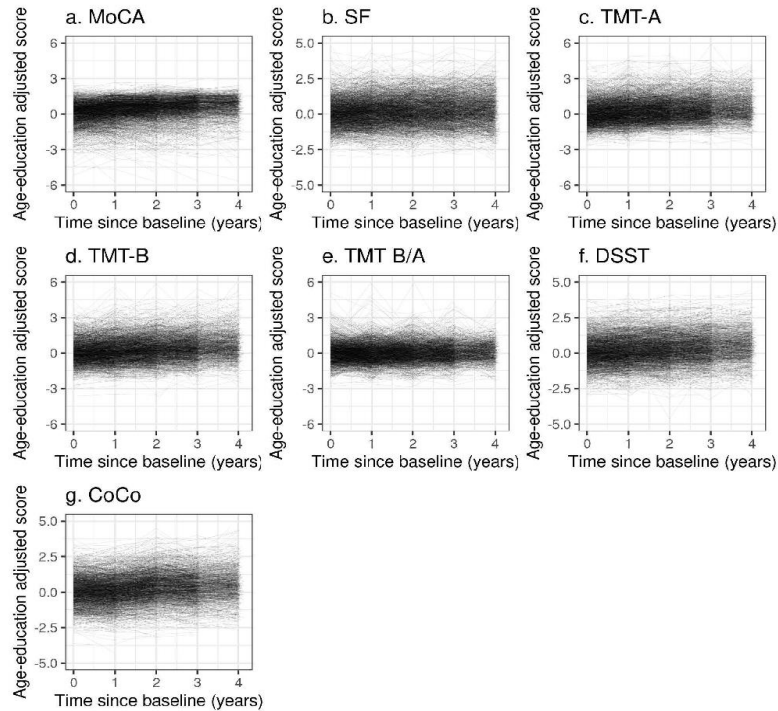 a. MoCA
b. SF
c. TMT-A
Age-education adjusted score
6
3
0
-3
-6
0 1 2 3 4
Time since baseline (years)
Age-education adjusted score
5.0
2.5
0.0
-2.5
-5.0
0 1 2 3 4
Time since baseline (years)
Age-education adjusted score
6
3
0
-3
-6
0 1 2 3 4
Time since baseline (years)
d. TMT-B
e. TMT B/A
f. DSST
Age-education adjusted score
6
3
0
-3
-6
0 1 2 3 4
Time since baseline (years)
Age-education adjusted score
6
3
0
-3
-6
0 1 2 3 4
Time since baseline (years)
Age-education adjusted score
5.0
2.5
0.0
-2.5
-5.0
0 1 2 3 4
Time since baseline (years)
g. CoCo
Age-education adjusted score
5.0
2.5
0.0
-2.5
-5.0
0 1 2 3 4
Time since baseline (years)